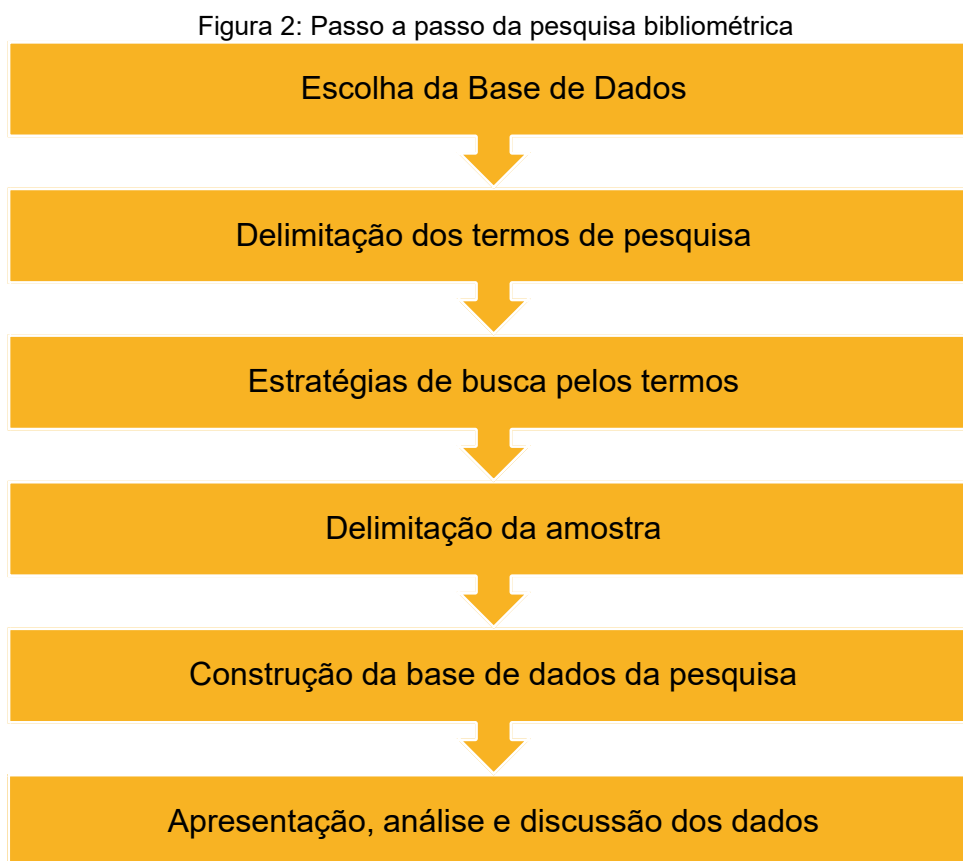 Figura 2: Passo a passo da pesquisa bibliométrica
Escolha da Base de Dados
Delimitação dos termos de pesquisa
Estratégias de busca pelos termos
Delimitação da amostra
Construção da base de dados da pesquisa
Apresentação, análise e discussão dos dados